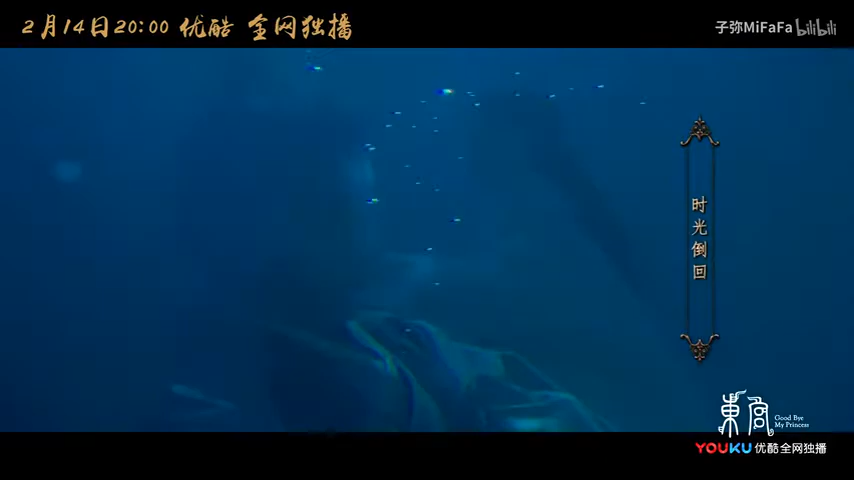 2月14日20:00 优酷 全网独播
子弥MiFaFa bilibili
时光倒回
東宮
Good Bye
My Princess
YOUKU 优酷全网独播